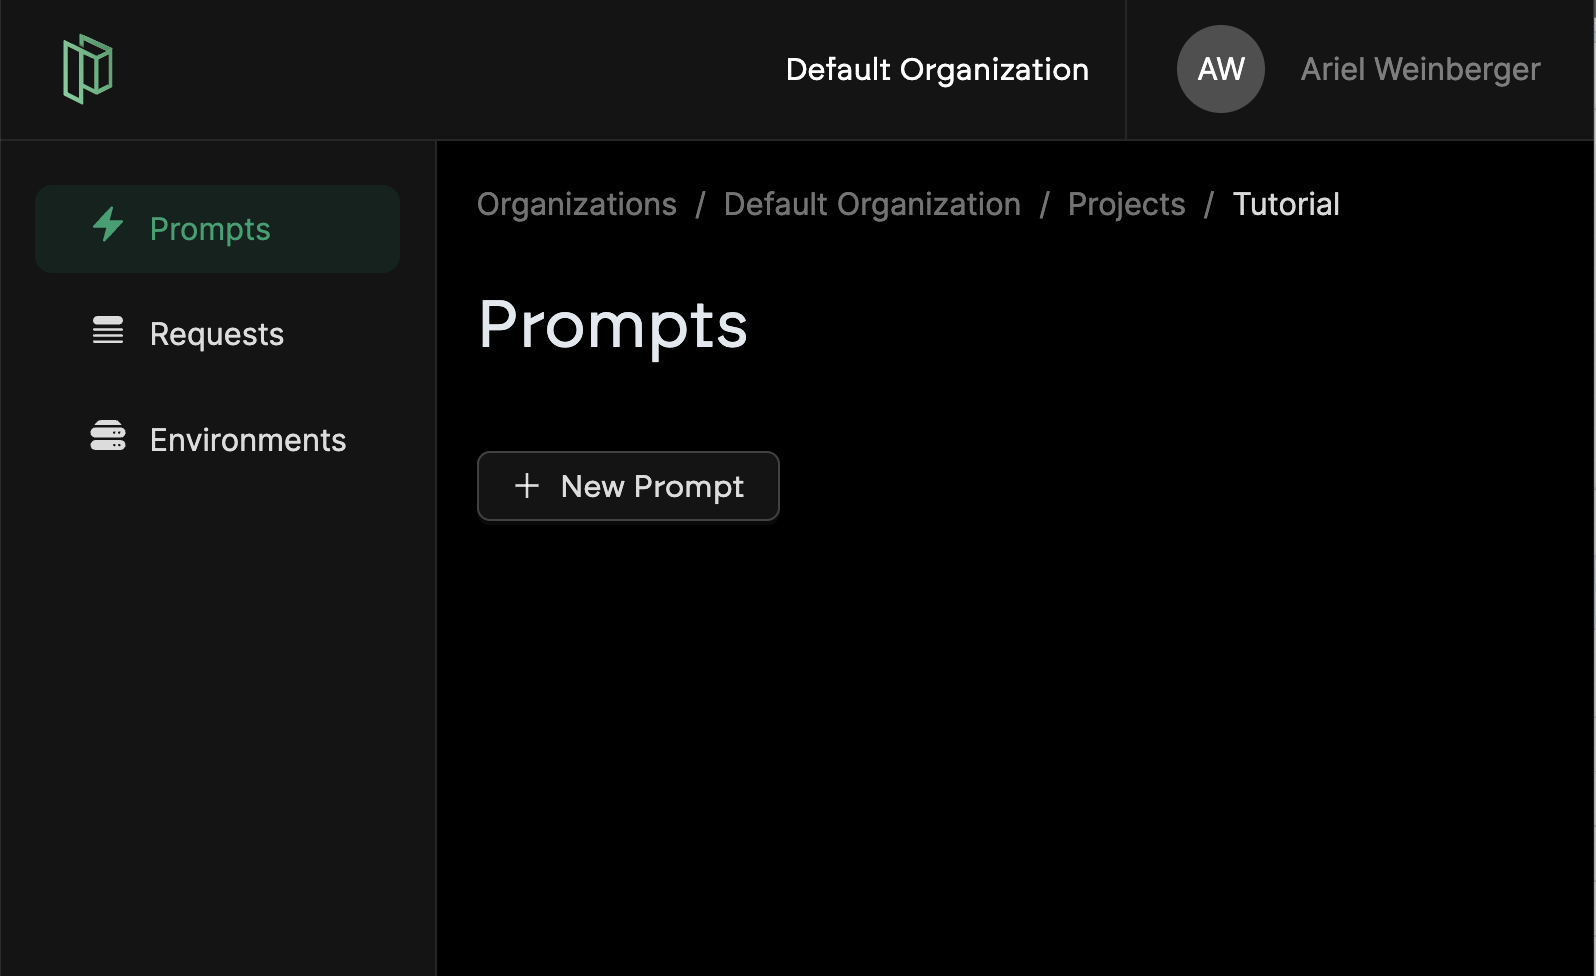 Default Organization
AW
Ariel Weinberger
Prompts
Requests
Environments
Organizations / Default Organization / Projects / Tutorial
Prompts
+ New Prompt